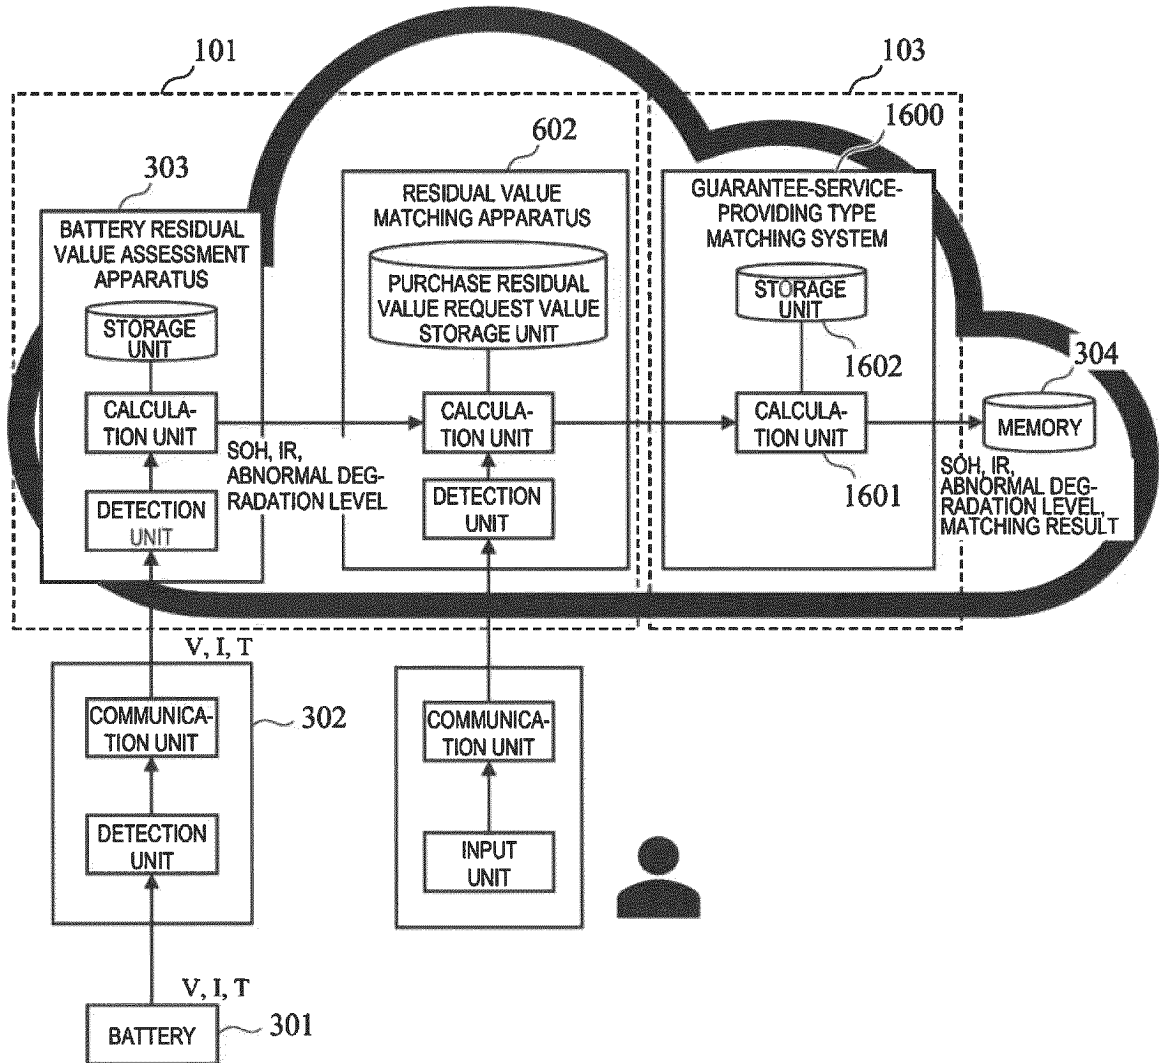 101
103
1600
602
303
BATTERY RESIDUAL
VALUE ASSESSMENT
APPARATUS
STORAGE
UNIT
CALCULA-
TION UNIT
DETECTION
UNIT
SOH, IR,
ABNORMAL DEG-
RADATION LEVEL
RESIDUAL VALUE
MATCHING APPARATUS
PURCHASE RESIDUAL
VALUE REQUEST VALUE
STORAGE UNIT
CALCULA-
TION UNIT
DETECTION
UNIT
GUARANTEE-SERVICE-
PROVIDING TYPE
MATCHING SYSTEM
STORAGE
UNIT
1602
CALCULA-
TION UNIT
1601
304
MEMORY
SOH, IR,
ABNORMAL DEG-
RADATION LEVEL,
MATCHING RESULT
V, I, T
COMMUNICA-
TION UNIT
302
DETECTION
UNIT
V, I, T
BATTERY
301
COMMUNICA-
TION UNIT
INPUT
UNIT